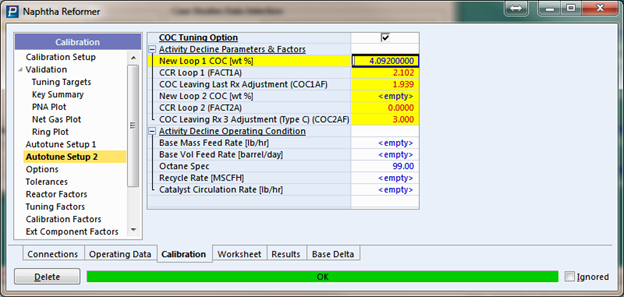 Naphtha Reformer
Calibration
Calibration Setup
Validation
Tuning Targets
Key Summary
PNA Plot
Net Gas Plot
Ring Plot
Autotune Setup 1
Autotune Setup 2
Options
Tolerances
Reactor Factors
Tuning Factors
Calibration Factors
Ext Component Factors
COC Tuning Option
Activity Decline Parameters & Factors
New Loop 1 COC [wt %] 4.09200000
CCR Loop 1 (FACT1A) 2.102
COC Leaving Last Rx Adjustment (COC1AF) 1.939
New Loop 2 COC [wt %] <empty>
CCR Loop 2 (FACT2A) 0.0000
COC Leaving Rx 3 Adjustment (Type C) (COC2AF) 3.000
Activity Decline Operating Condition
Base Mass Feed Rate [lb/hr] <empty>
Base Vol Feed Rate [barrel/day] <empty>
Octane Spec 99.00
Recycle Rate [MSCFH] <empty>
Catalyst Circulation Rate [lb/hr] <empty>
Connections Operating Data Calibration Worksheet Results Base Delta
Delete OK Ignored